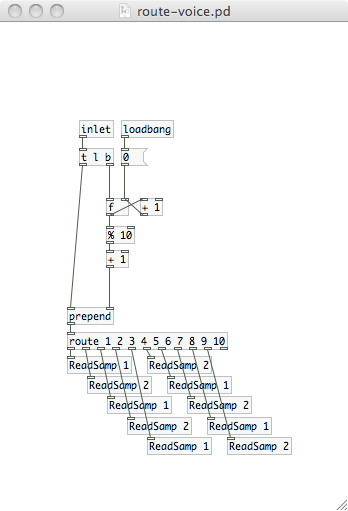 route-voice.pd
inlet loadbang
t l b 0
f + 1
% 10
+ 1
prepend
route 1 2 3 4 5 6 7 8 9 10
ReadSamp 1 ReadSamp 2
ReadSamp 2 ReadSamp 1
ReadSamp 1 ReadSamp 2
ReadSamp 2 ReadSamp 1
ReadSamp 1 ReadSamp 2